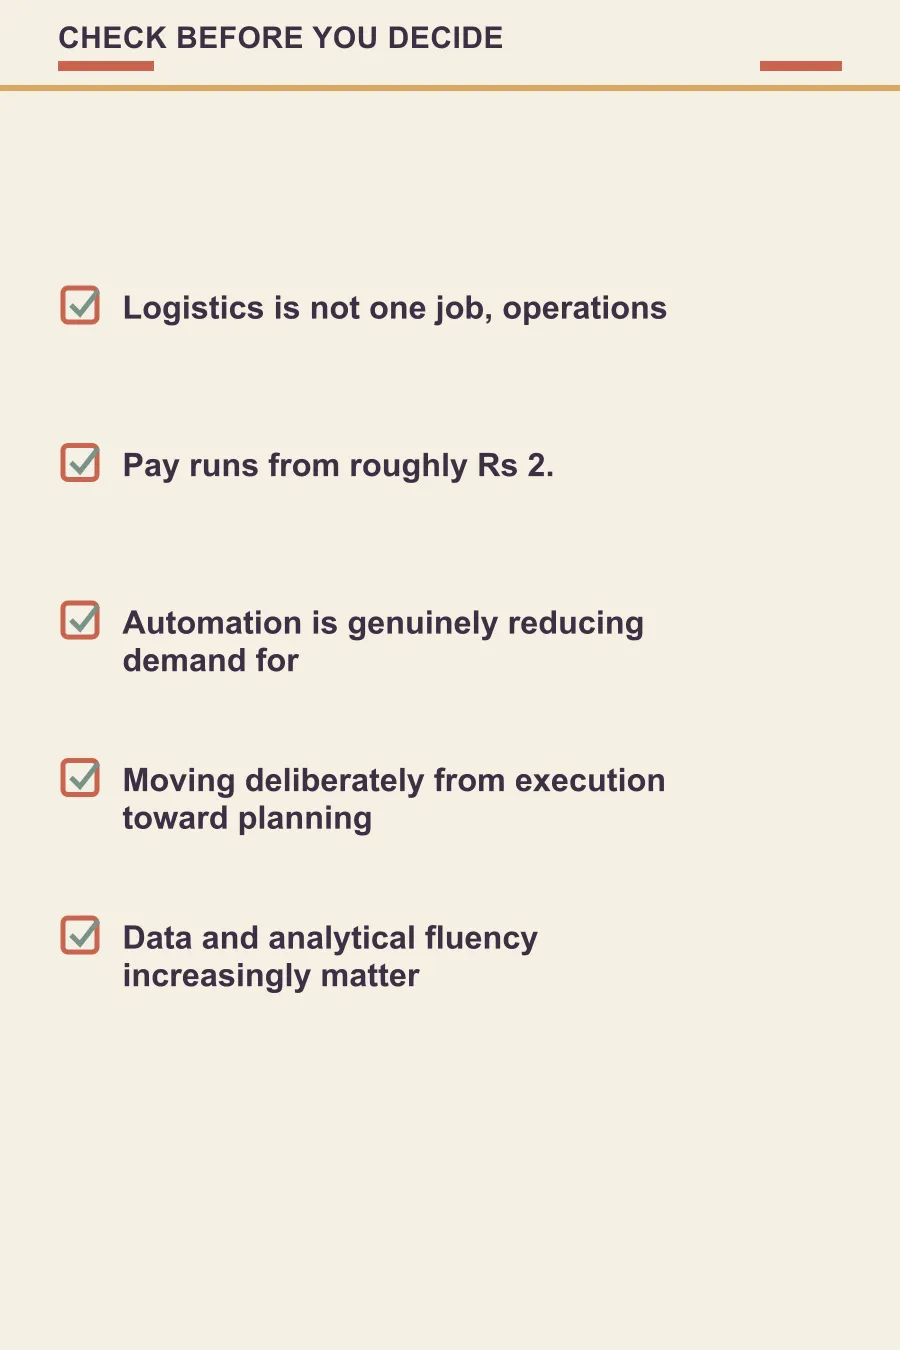 CHECK BEFORE YOU DECIDE
Logistics is not one job, operations
Pay runs from roughly Rs 2.
Automation is genuinely reducing
demand for
Moving deliberately from execution
toward planning
Data and analytical fluency
increasingly matter